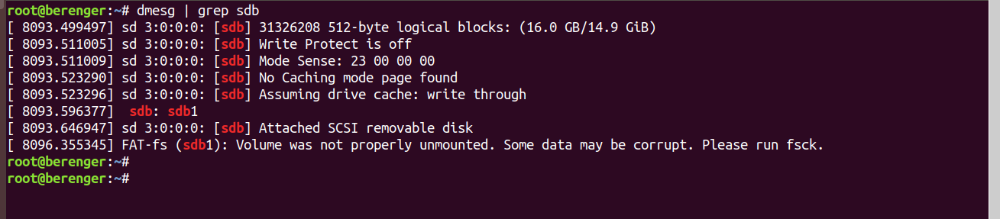 root@berenger:~# dmesg | grep sdb
[ 8093.499497] sd 3:0:0:0: [sdb] 31326208 512-byte logical blocks: (16.0 GB/14.9 GiB)
[ 8093.511005] sd 3:0:0:0: [sdb] Write Protect is off
[ 8093.511009] sd 3:0:0:0: [sdb] Mode Sense: 23 00 00 00
[ 8093.523290] sd 3:0:0:0: [sdb] No Caching mode page found
[ 8093.523296] sd 3:0:0:0: [sdb] Assuming drive cache: write through
[ 8093.596377]  sdb: sdb1
[ 8093.646947] sd 3:0:0:0: [sdb] Attached SCSI removable disk
[ 8096.355345] FAT-fs (sdb1): Volume was not properly unmounted. Some data may be corrupt. Please run fsck.
root@berenger:~#
root@berenger:~#